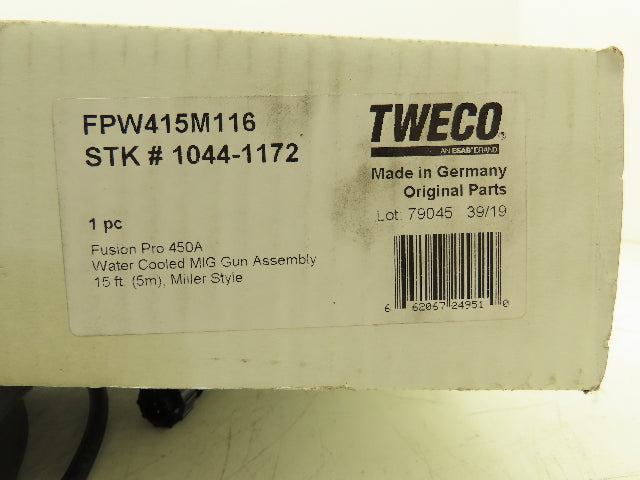 FPW415M116
STK # 1044-1172
1 pc
Fusion Pro 450A
Water Cooled MIG Gun Assembly
15 ft. (5m), Miller Style
TWECO®
AN ESAB® BRAND
Made in Germany
Original Parts
Lot: 79045 39/19
6 62067 24951 0